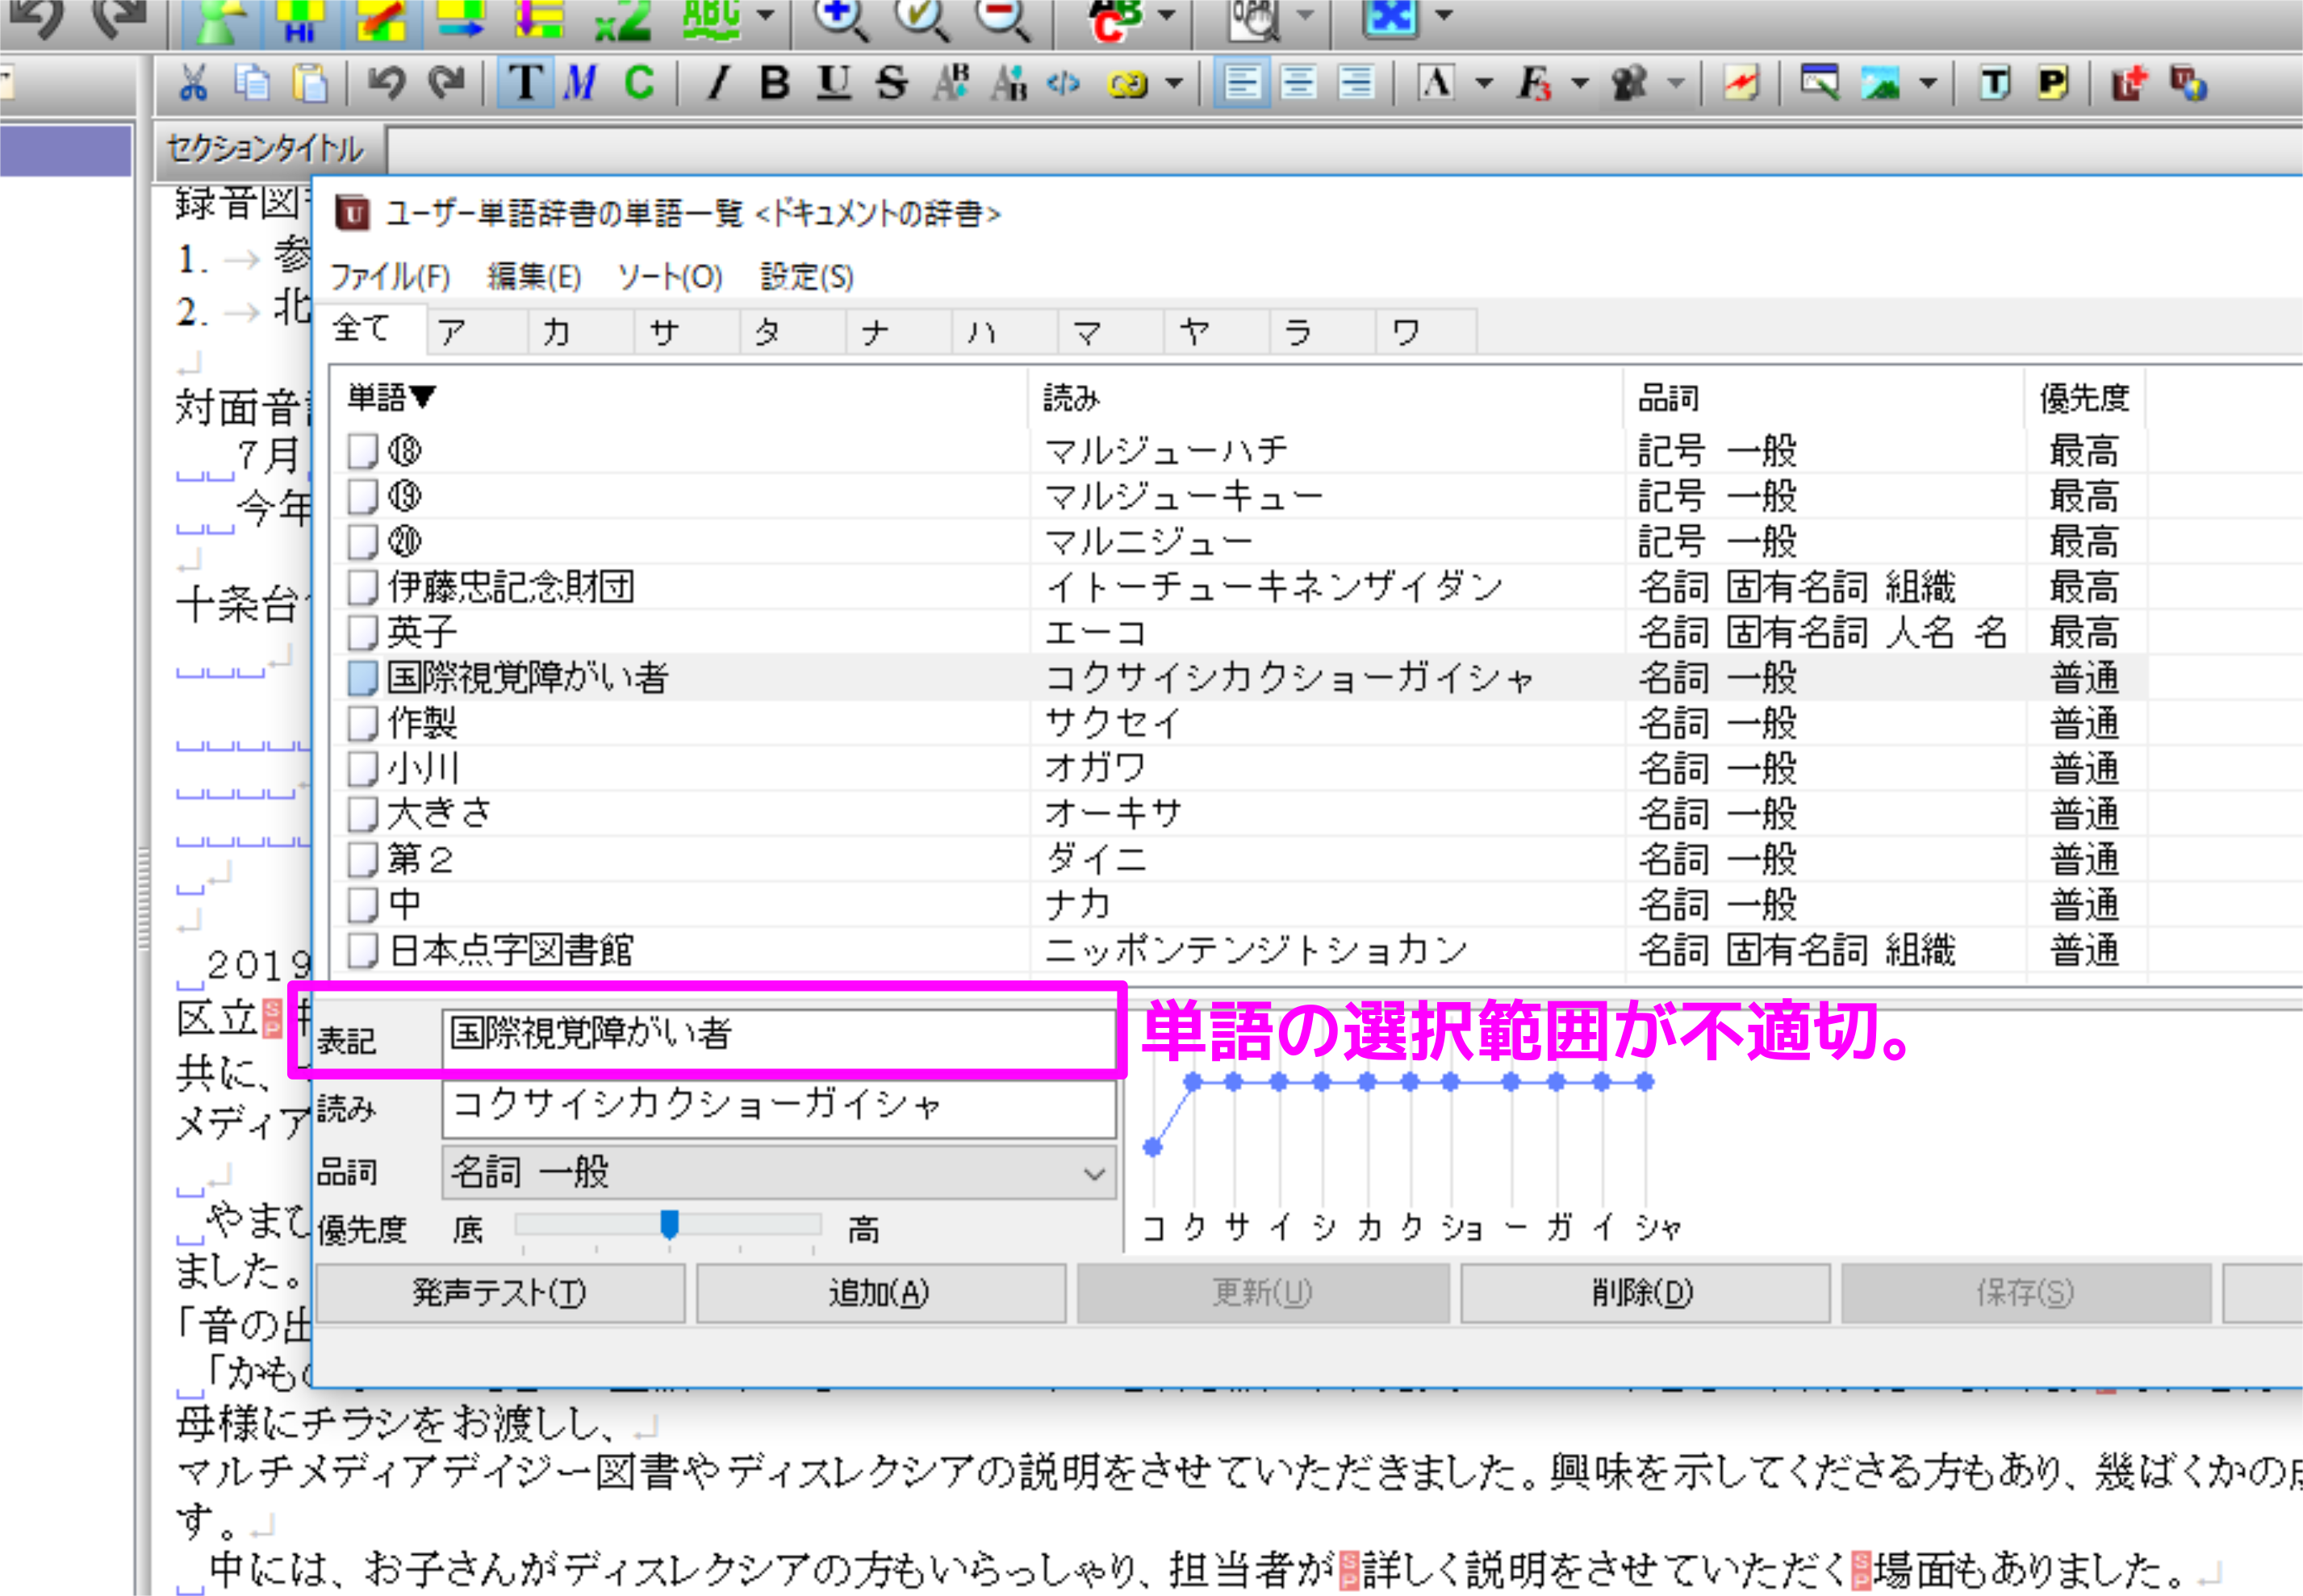 Hi
x2
ABC
セクションタイトル
録音図
1. → 参
2. → 北
対面音
7月
今年
十条台
2019
区立
共に、
メディア
やまて
ました。
「音の出
「かもの
ユーザー単語辞書の単語一覧 <ドキュメントの辞書>
ファイル(F) 編集(E) ソート(O) 設定(S)
全て ア カ サ タ ナ ハ マ ヤ ラ ワ
単語▼ 読み 品詞 優先度
⑱ マルジューハチ 記号 一般 最高
⑲ マルジューキュー 記号 一般 最高
⑳ マルニジュー 記号 一般 最高
伊藤忠記念財団 イトーチューキネンザイダン 名詞 固有名詞 組織 最高
英子 エーコ 名詞 固有名詞 人名 名 最高
国際視覚障がい者 コクサイシカクショーガイシャ 名詞 一般 普通
作製 サクセイ 名詞 一般 普通
小川 オガワ 名詞 一般 普通
大きさ オーキサ 名詞 一般 普通
第２ ダイニ 名詞 一般 普通
中 ナカ 名詞 一般 普通
日本点字図書館 ニッポンテンジトショカン 名詞 固有名詞 組織 普通
表記 国際視覚障がい者
単語の選択範囲が不適切。
読み コクサイシカクショーガイシャ
品詞 名詞 一般
優先度 底 高
コ ク サ イ シ カ ク ショ ー ガ イ シャ
発声テスト(T) 追加(A) 更新(U) 削除(D) 保存(S)
母様にチラシをお渡しし、
マルチメディアデイジー図書やディスレクシアの説明をさせていただきました。興味を示してくださる方もあり、幾ばくかの
す。
中には、お子さんがディスレクシアの方もいらっしゃり、担当者が詳しく説明をさせていただく場面もありました。